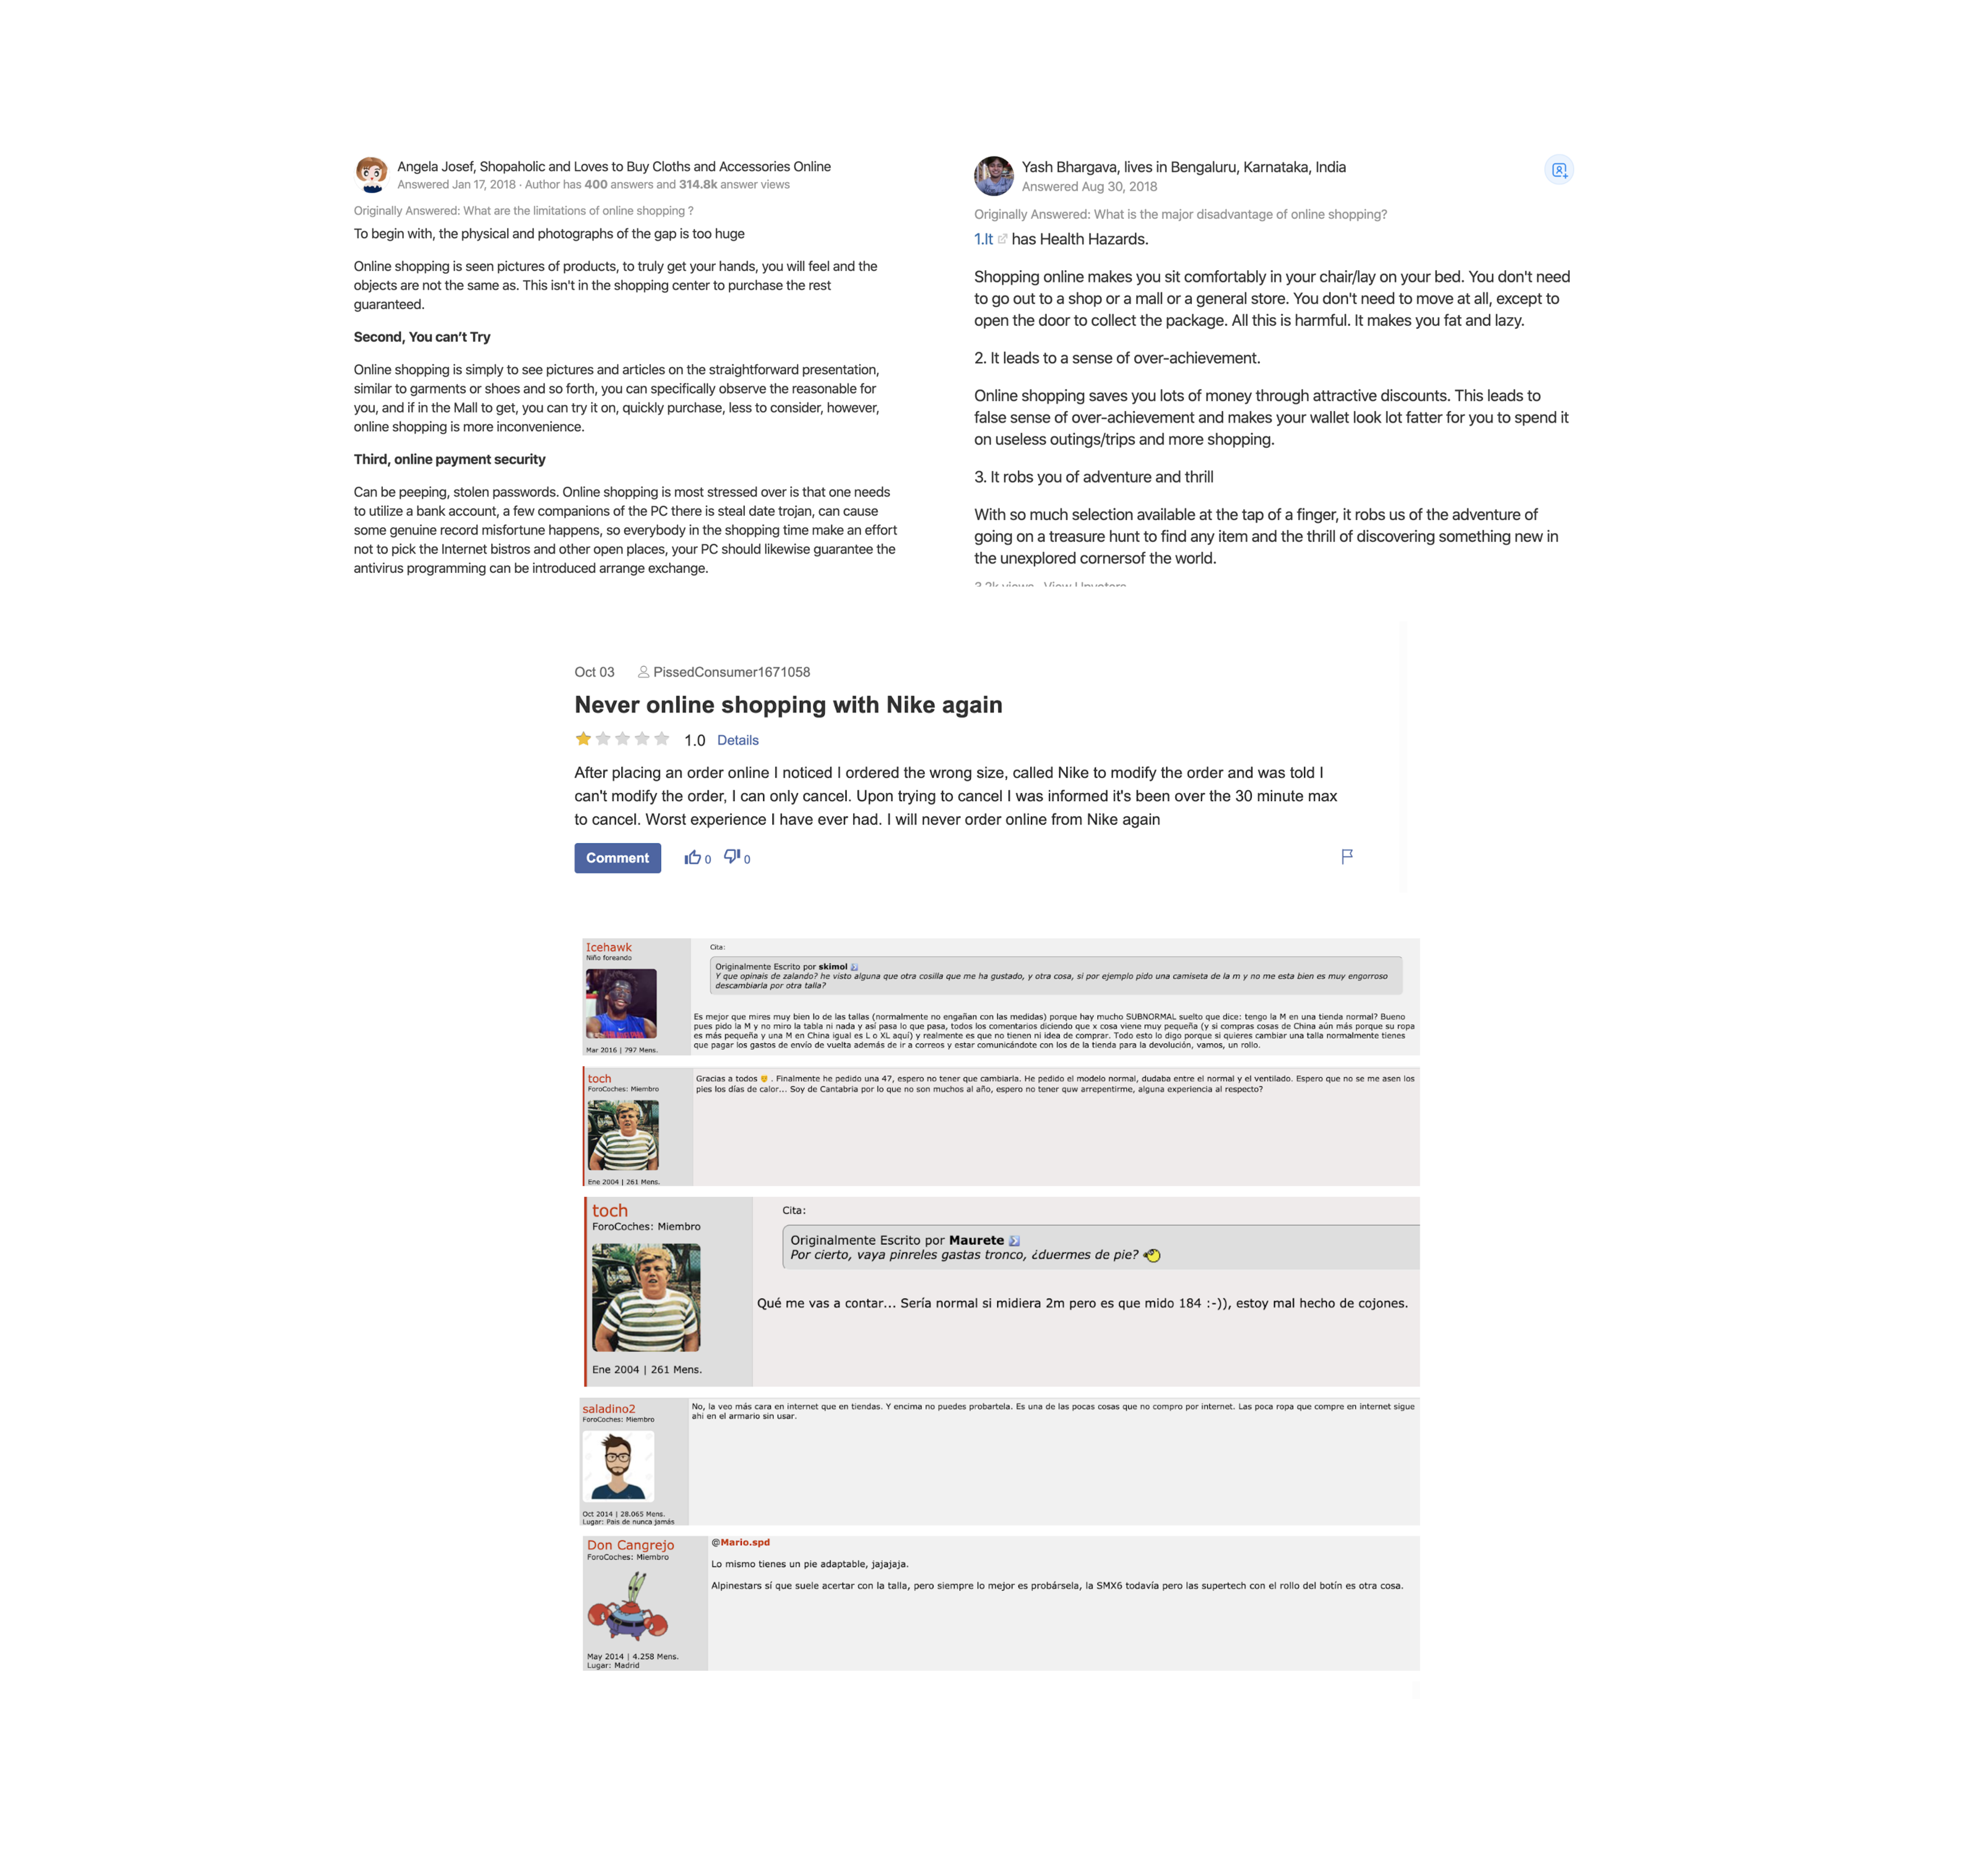 Angela Josef, Shopaholic and Loves to Buy Cloths and Accessories Online
Answered Jan 17, 2018 · Author has 400 answers and 314.8k answer views
Originally Answered: What are the limitations of online shopping ?
To begin with, the physical and photographs of the gap is too huge
Online shopping is seen pictures of products, to truly get your hands, you will feel and the
objects are not the same as. This isn't in the shopping center to purchase the rest
guaranteed.
Second, You can't Try
Online shopping is simply to see pictures and articles on the straightforward presentation,
similar to garments or shoes and so forth, you can specifically observe the reasonable for
you, and if in the Mall to get, you can try it on, quickly purchase, less to consider, however,
online shopping is more inconvenience.
Third, online payment security
Can be peeping, stolen passwords. Online shopping is most stressed over is that one needs
to utilize a bank account, a few companions of the PC there is steal date trojan, can cause
some genuine record misfortune happens, so everybody in the shopping time make an effort
not to pick the Internet bistros and other open places, your PC should likewise guarantee the
antivirus programming can be introduced arrange exchange.
Yash Bhargava, lives in Bengaluru, Karnataka, India
Answered Aug 30, 2018
Originally Answered: What is the major disadvantage of online shopping?
1.It has Health Hazards.
Shopping online makes you sit comfortably in your chair/lay on your bed. You don't need
to go out to a shop or a mall or a general store. You don't need to move at all, except to
open the door to collect the package. All this is harmful. It makes you fat and lazy.
2. It leads to a sense of over-achievement.
Online shopping saves you lots of money through attractive discounts. This leads to
false sense of over-achievement and makes your wallet look lot fatter for you to spend it
on useless outings/trips and more shopping.
3. It robs you of adventure and thrill
With so much selection available at the tap of a finger, it robs us of the adventure of
going on a treasure hunt to find any item and the thrill of discovering something new in
the unexplored cornersof the world.
Oct 03 PissedConsumer1671058
Never online shopping with Nike again
1.0 Details
After placing an order online I noticed I ordered the wrong size, called Nike to modify the order and was told I
can't modify the order, I can only cancel. Upon trying to cancel I was informed it's been over the 30 minute max
to cancel. Worst experience I have ever had. I will never order online from Nike again
Comment 0 0
Icehawk
Niño foreando
Mar 2016 | 797 Mens.
Cita:
Originalmente Escrito por skimol
Y que opinais de zalando? he visto alguna que otra cosilla que me ha gustado, y otra cosa, si por ejemplo pido una camiseta de la m y no me esta bien es muy engorroso
descambiarla por otra talla?
Es mejor que mires muy bien lo de las tallas (normalmente no engañan con las medidas) porque hay mucho SUBNORMAL suelto que dice: tengo la M en una tienda normal? Bueno
pues pido la M y no miro la tabla ni nada y así pasa lo que pasa, todos los comentarios diciendo que x cosa viene muy pequeña (y si compras cosas de China aún más porque su ropa
es más pequeña y una M en China igual es L o XL aquí) y realmente es que no tienen ni idea de comprar. Todo esto lo digo porque si quieres cambiar una talla normalmente tienes
que pagar los gastos de envío de vuelta además de ir a correos y estar comunicándote con los de la tienda para la devolución, vamos, un rollo.
toch
ForoCoches: Miembro
Ene 2004 | 261 Mens.
Gracias a todos . Finalmente he pedido una 47, espero no tener que cambiarla. He pedido el modelo normal, dudaba entre el normal y el ventilado. Espero que no se me asen los
pies los días de calor... Soy de Cantabria por lo que no son muchos al año, espero no tener quw arrepentirme, alguna experiencia al respecto?
toch
ForoCoches: Miembro
Ene 2004 | 261 Mens.
Cita:
Originalmente Escrito por Maurete
Por cierto, vaya pinreles gastas tronco, ¿duermes de pie?
Qué me vas a contar... Sería normal si midiera 2m pero es que mido 184 :-)), estoy mal hecho de cojones.
saladino2
ForoCoches: Miembro
Oct 2014 | 28.065 Mens.
Lugar: Pais de nunca jamás
No, la veo más cara en internet que en tiendas. Y encima no puedes probartela. Es una de las pocas cosas que no compro por internet. Las poca ropa que compre en internet sigue
ahi en el armario sin usar.
Don Cangrejo
ForoCoches: Miembro
May 2014 | 4.258 Mens.
Lugar: Madrid
@Mario.spd
Lo mismo tienes un pie adaptable, jajajaja.
Alpinestars sí que suele acertar con la talla, pero siempre lo mejor es probársela, la SMX6 todavía pero las supertech con el rollo del botín es otra cosa.